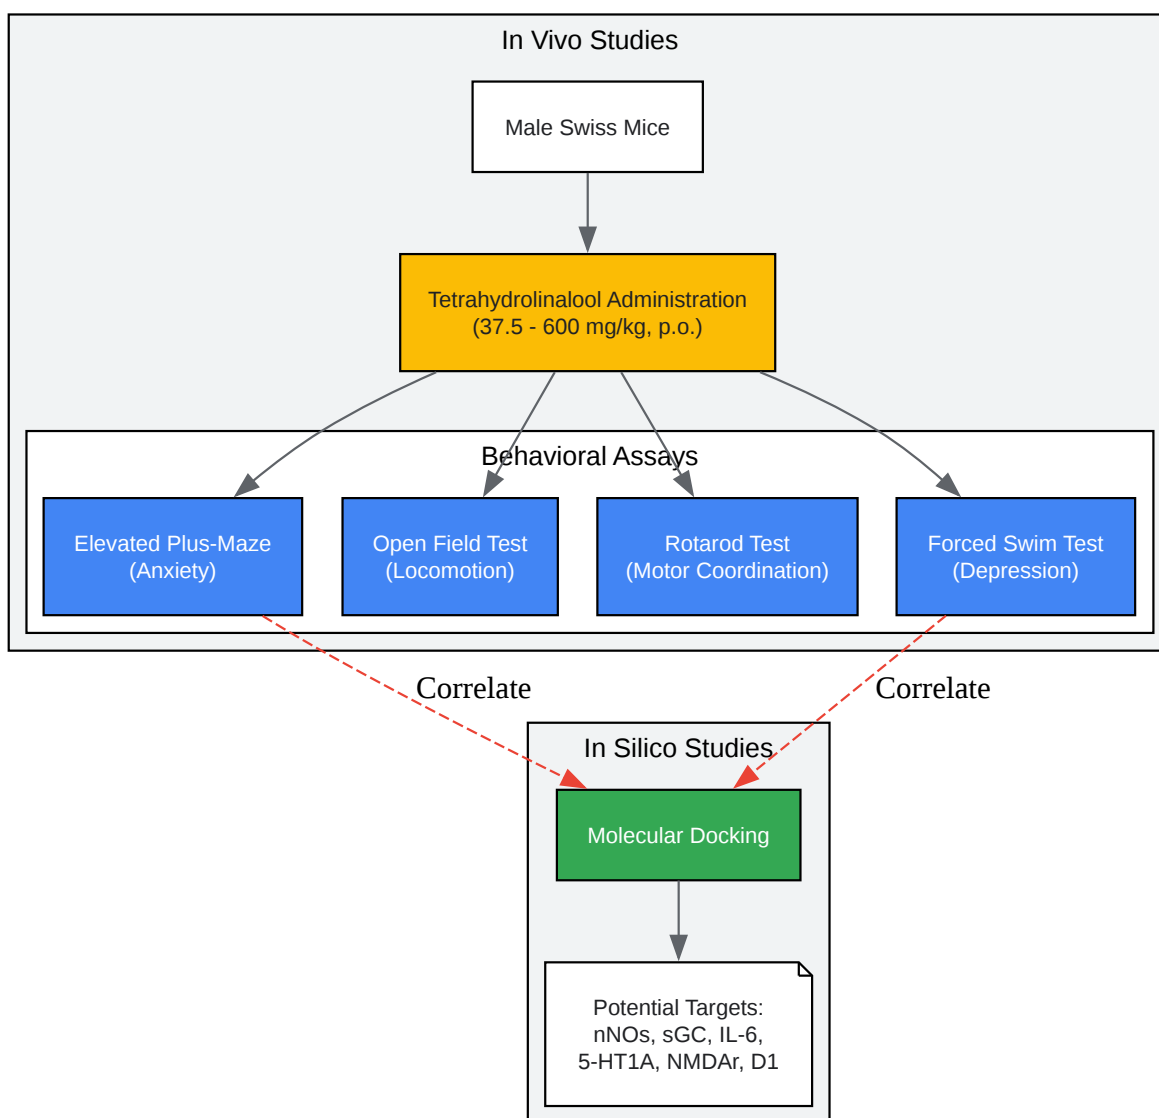 In Vivo Studies
Male Swiss Mice
Tetrahydrolinalool Administration
(37.5 - 600 mg/kg, p.o.)
Behavioral Assays
Elevated Plus-Maze
(Anxiety)
Open Field Test
(Locomotion)
Rotarod Test
(Motor Coordination)
Forced Swim Test
(Depression)
Correlate
Correlate
In Silico Studies
Molecular Docking
Potential Targets:
nNOs, sGC, IL-6,
5-HT1A, NMDAr, D1